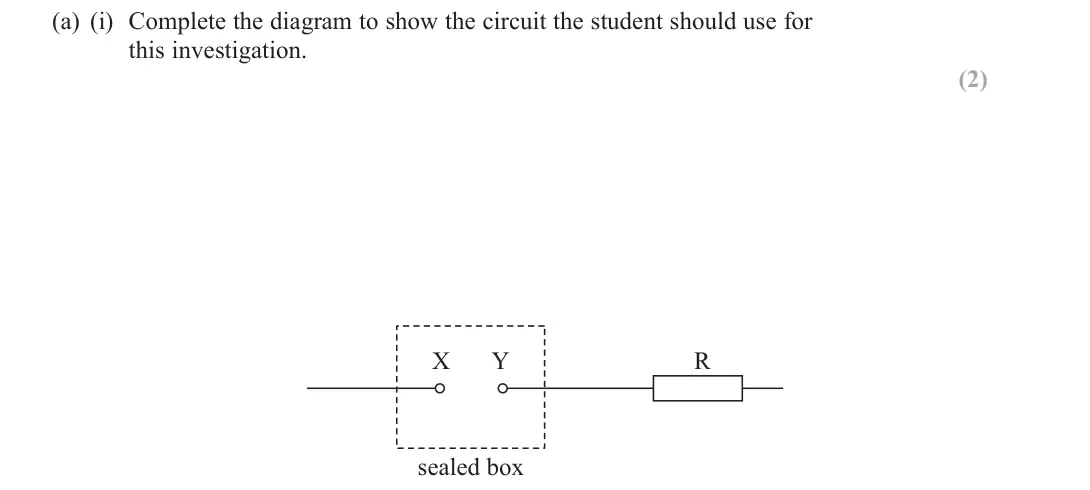 (a) (i) Complete the diagram to show the circuit the student should use for
this investigation.
(2)
X Y R
sealed box